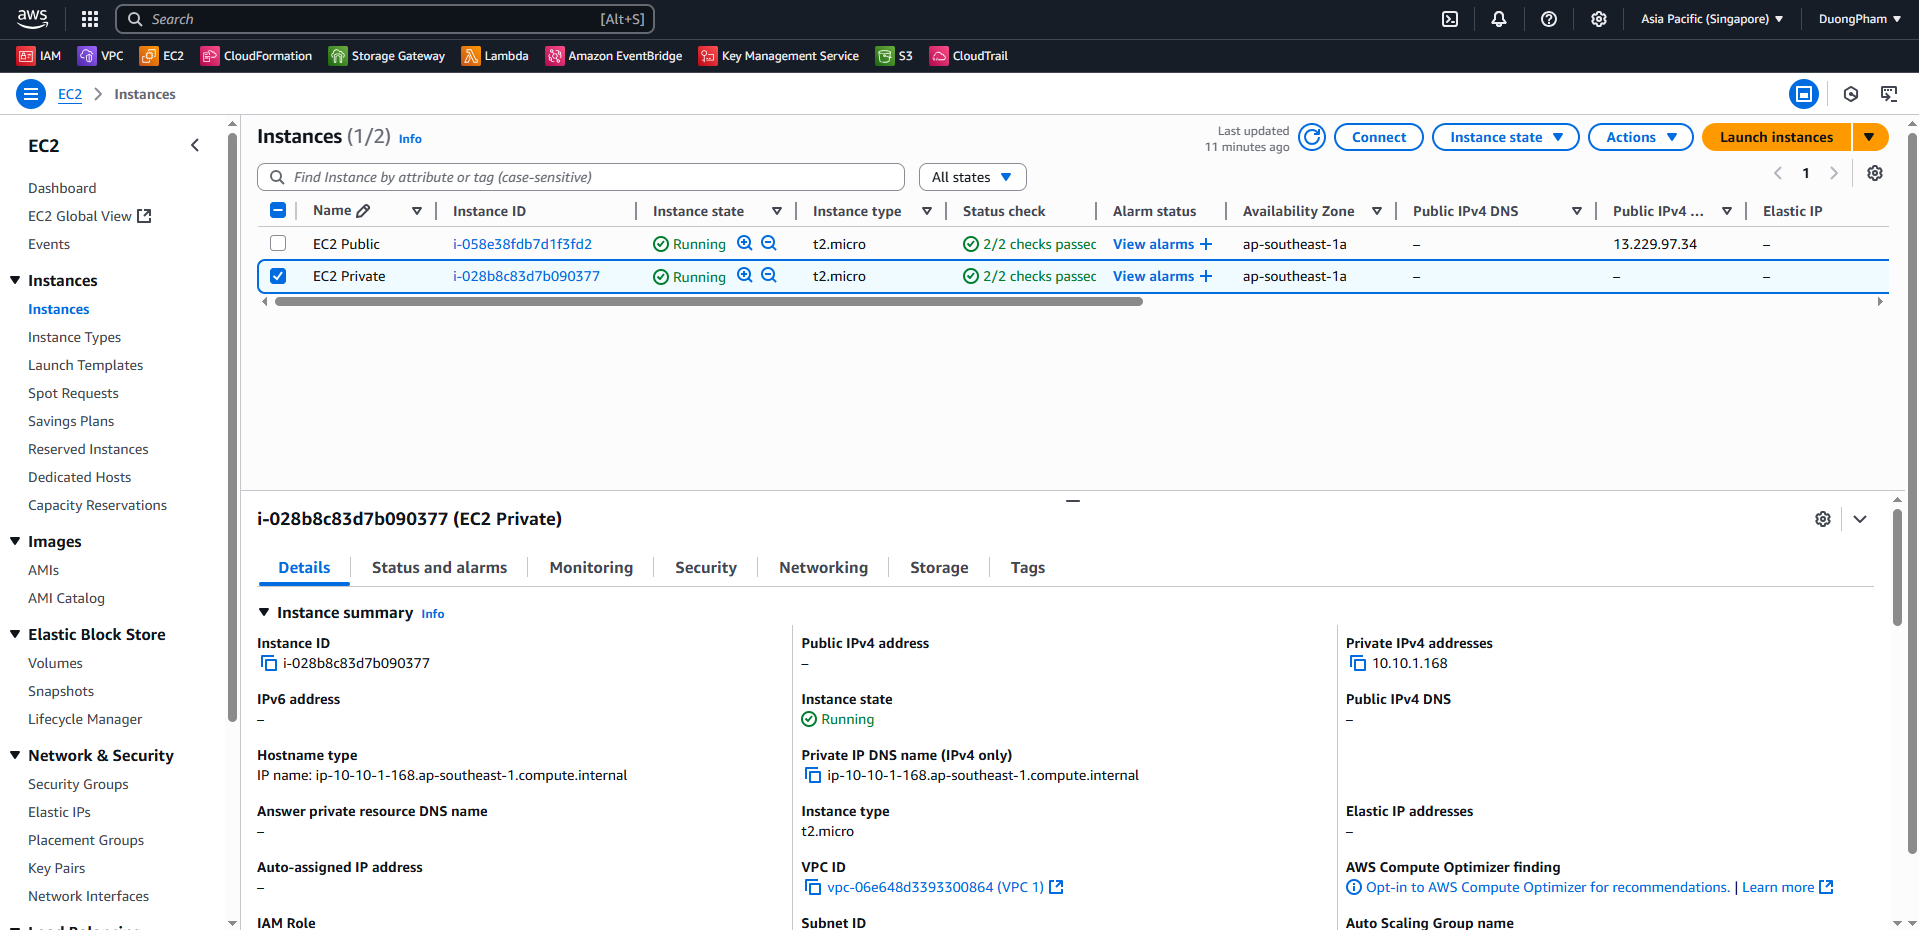 aws
Search [Alt+S]
Asia Pacific (Singapore) DuongPham
IAM VPC EC2 CloudFormation Storage Gateway Lambda Amazon EventBridge Key Management Service S3 CloudTrail
EC2 Instances
EC2
Dashboard
EC2 Global View
Events
Instances
Instances
Instance Types
Launch Templates
Spot Requests
Savings Plans
Reserved Instances
Dedicated Hosts
Capacity Reservations
Images
AMIs
AMI Catalog
Elastic Block Store
Volumes
Snapshots
Lifecycle Manager
Network & Security
Security Groups
Elastic IPs
Placement Groups
Key Pairs
Network Interfaces
Instances (1/2) Info
Last updated
11 minutes ago
Connect Instance state Actions Launch instances
Find Instance by attribute or tag (case-sensitive) All states 1
Name Instance ID Instance state Instance type Status check Alarm status Availability Zone Public IPv4 DNS Public IPv4 ... Elastic IP
EC2 Public i-058e38fdb7d1f3fd2 Running t2.micro 2/2 checks passec View alarms + ap-southeast-1a – 13.229.97.34 –
EC2 Private i-028b8c83d7b090377 Running t2.micro 2/2 checks passec View alarms + ap-southeast-1a – – –
i-028b8c83d7b090377 (EC2 Private)
Details Status and alarms Monitoring Security Networking Storage Tags
Instance summary Info
Instance ID
i-028b8c83d7b090377
Public IPv4 address
–
Private IPv4 addresses
10.10.1.168
IPv6 address
–
Instance state
Running
Public IPv4 DNS
–
Hostname type
IP name: ip-10-10-1-168.ap-southeast-1.compute.internal
Private IP DNS name (IPv4 only)
ip-10-10-1-168.ap-southeast-1.compute.internal
Answer private resource DNS name
–
Instance type
t2.micro
Elastic IP addresses
–
Auto-assigned IP address
–
VPC ID
vpc-06e648d3393300864 (VPC 1)
AWS Compute Optimizer finding
Opt-in to AWS Compute Optimizer for recommendations. | Learn more
IAM Role
Subnet ID
Auto Scaling Group name